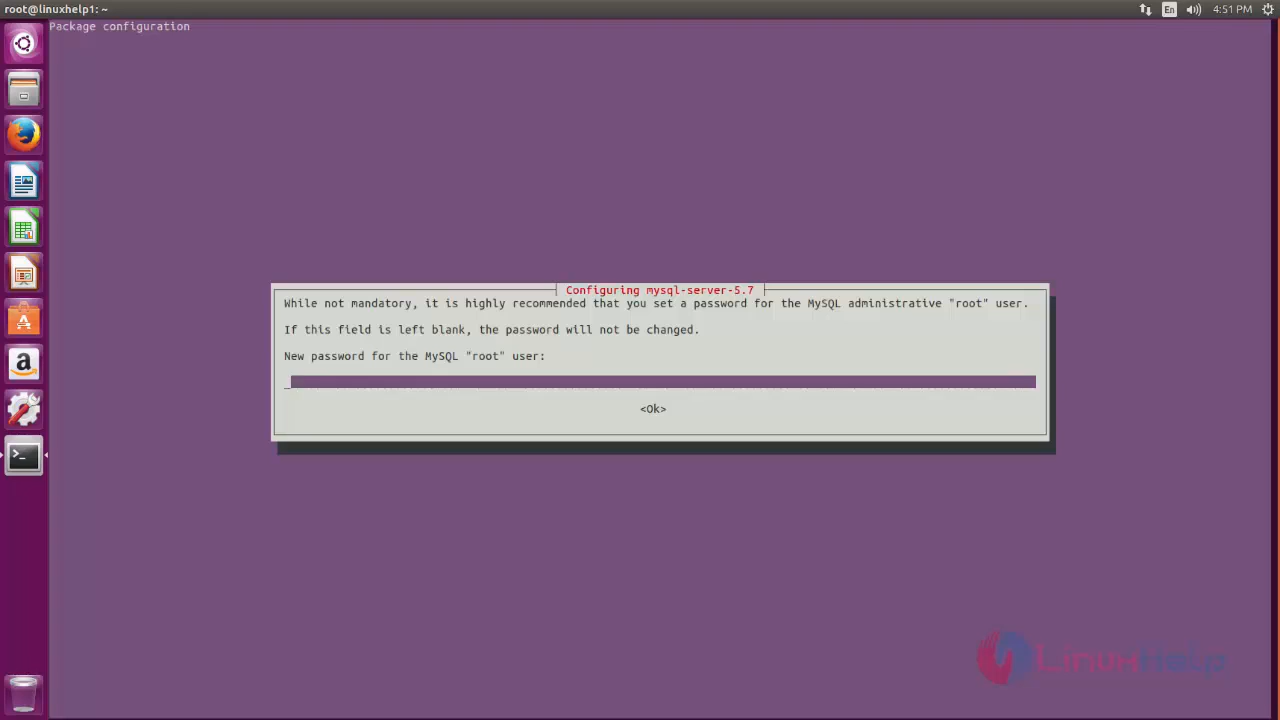 root@linuxhelp1: ~
En
4:51 PM
Package configuration
Configuring mysql-server-5.7
While not mandatory, it is highly recommended that you set a password for the MySQL administrative "root" user.
If this field is left blank, the password will not be changed.
New password for the MySQL "root" user:
_
<Ok>
>_
LinuxHelp